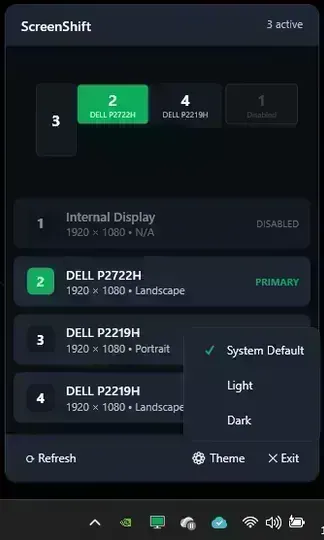 ScreenShift
3 active
2
DELL P2722H
4
DELL P2219H
1
Disabled
3
1
Internal Display
1920 × 1080 • N/A
DISABLED
2
DELL P2722H
1920 × 1080 • Landscape
PRIMARY
3
DELL P2219H
1920 × 1080 • Portrait
4
DELL P2219H
1920 × 1080 • Landscape
System Default
Light
Dark
Refresh
Theme
Exit